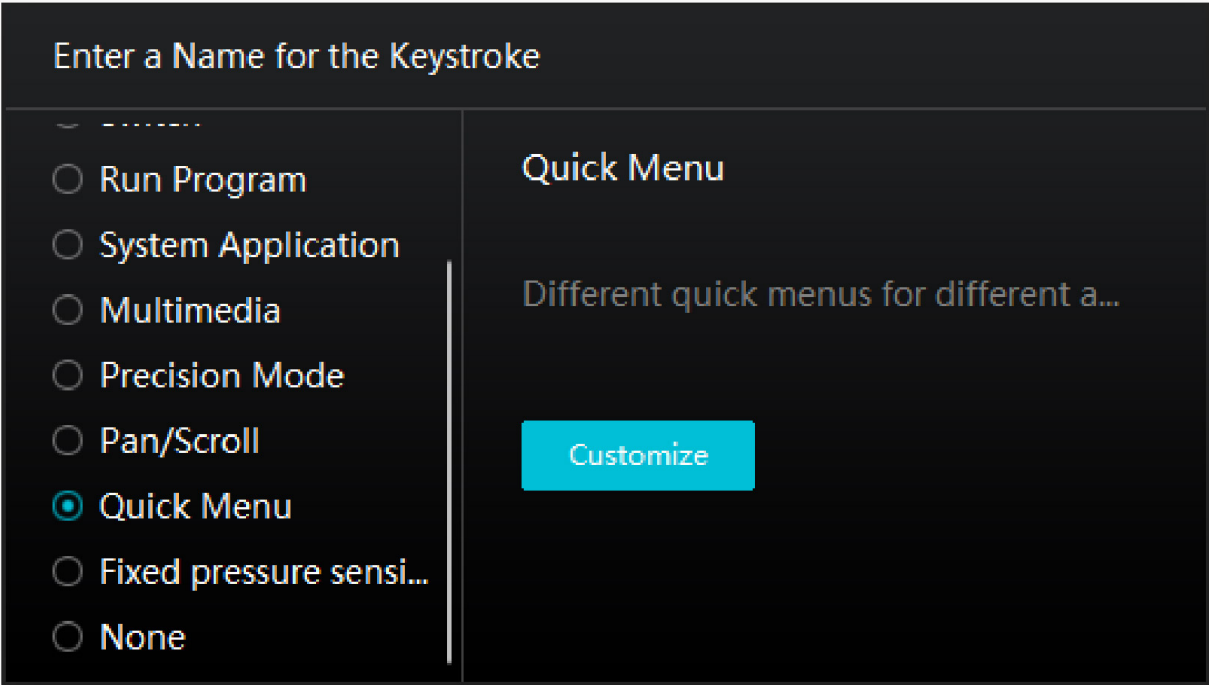 Enter a Name for the Keystroke
Run Program
System Application
Multimedia
Precision Mode
Pan/Scroll
Quick Menu
Fixed pressure sensi...
None
Quick Menu
Different quick menus for different a...
Customize